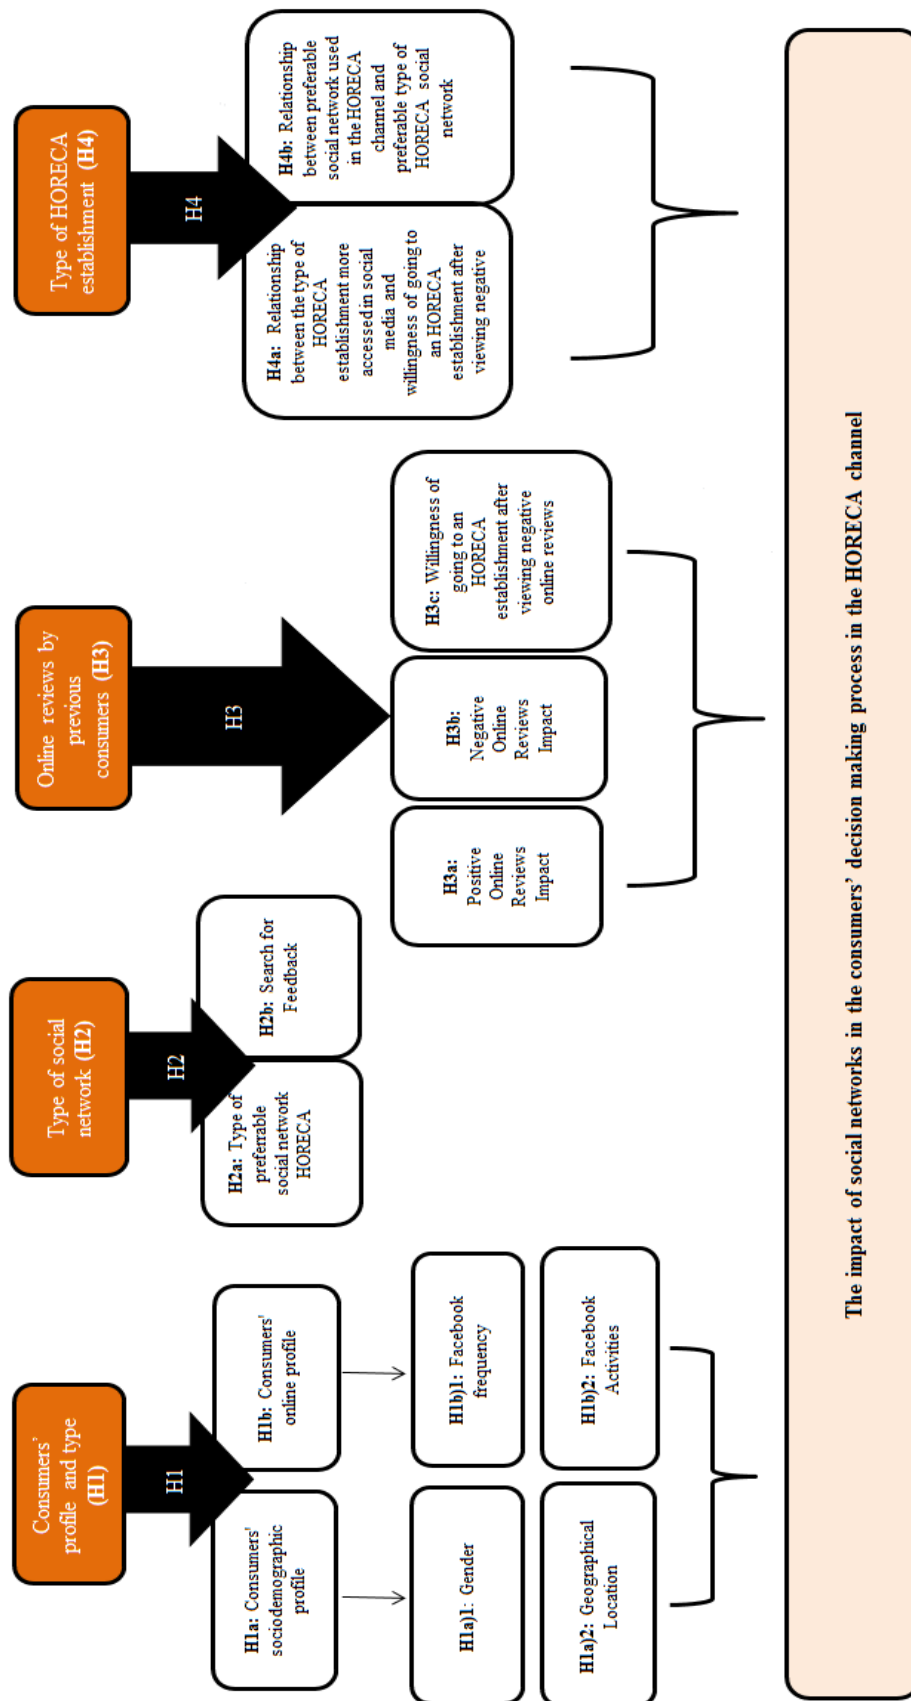 Consumers'
profile and type
(H1)
H1
H1a: Consumers'
sociodemographic
profile
H1b: Consumers'
online profile
H1a)1: Gender
H1b)1: Facebook
frequency
H1a)2: Geographical
Location
H1b)2: Facebook
Activities
Type of social
network (H2)
H2
H2a: Type of
preferrable
social network
HORECA
H2b: Search for
Feedback
Online reviews by
previous
consumers (H3)
H3
H3a:
Positive
Online
Reviews
Impact
H3b:
Negative
Online
Reviews
Impact
H3c: Willingness of
going to an
HORECA
establishment after
viewing negative
online reviews
Type of HORECA
establishment (H4)
H4
H4a: Relationship
between the type of
HORECA
establishment more
accessed in social
media and
willingness of going to
an HORECA
establishment after
viewing negative
H4b: Relationship
between preferable
social network used
in the HORECA
channel and
preferable type of
HORECA social
network
The impact of social networks in the consumers' decision making process in the HORECA channel